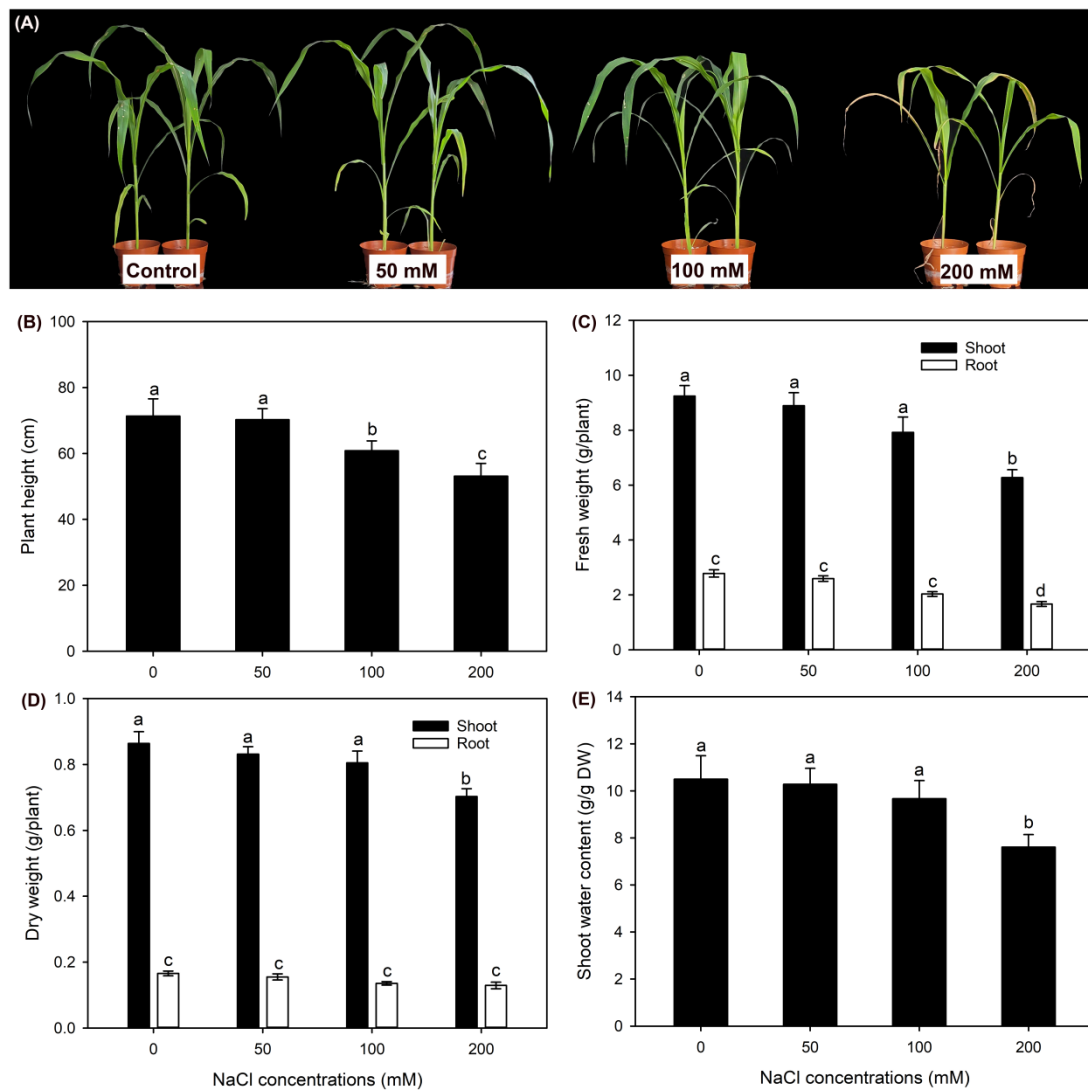 (A)
Control 50 mM 100 mM 200 mM
(B)
100
80
60
40
20
0
Plant height (cm)
a a b c
0 50 100 200
(C)
12
10
8
6
4
2
0
Fresh weight (g/plant)
Shoot
Root
a a a b
c c c d
0 50 100 200
(D)
1.0
0.8
0.6
0.4
0.2
0.0
Dry weight (g/plant)
Shoot
Root
a a a b
c c c c
0 50 100 200
NaCl concentrations (mM)
(E)
14
12
10
8
6
4
2
0
Shoot water content (g/g DW)
a a a b
0 50 100 200
NaCl concentrations (mM)